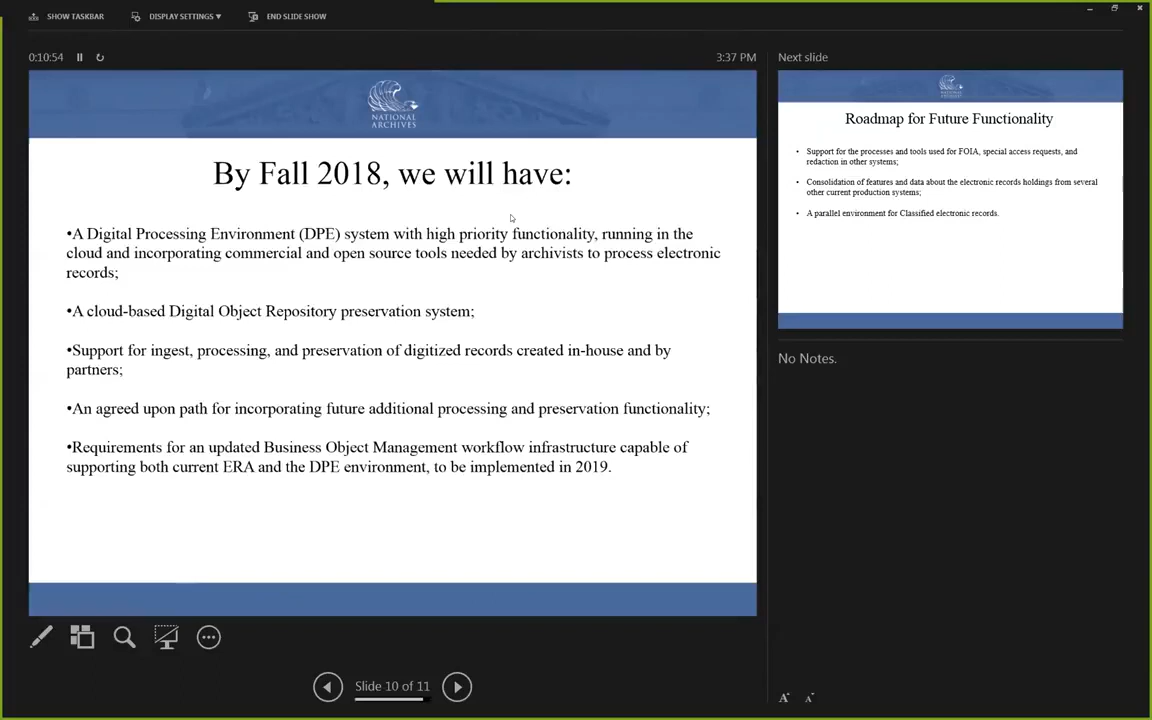 SHOW TASKBAR DISPLAY SETTINGS ▾ END SLIDE SHOW
0:10:54 3:37 PM
NATIONAL
ARCHIVES
By Fall 2018, we will have:
•A Digital Processing Environment (DPE) system with high priority functionality, running in the
cloud and incorporating commercial and open source tools needed by archivists to process electronic
records;
•A cloud-based Digital Object Repository preservation system;
•Support for ingest, processing, and preservation of digitized records created in-house and by
partners;
•An agreed upon path for incorporating future additional processing and preservation functionality;
•Requirements for an updated Business Object Management workflow infrastructure capable of
supporting both current ERA and the DPE environment, to be implemented in 2019.
Slide 10 of 11
Next slide
Roadmap for Future Functionality
• Support for the processes and tools used for FOIA, special access requests, and
redaction in other systems;
• Consolidation of features and data about the electronic records holdings from several
other current production systems;
• A parallel environment for Classified electronic records.
No Notes.
A A